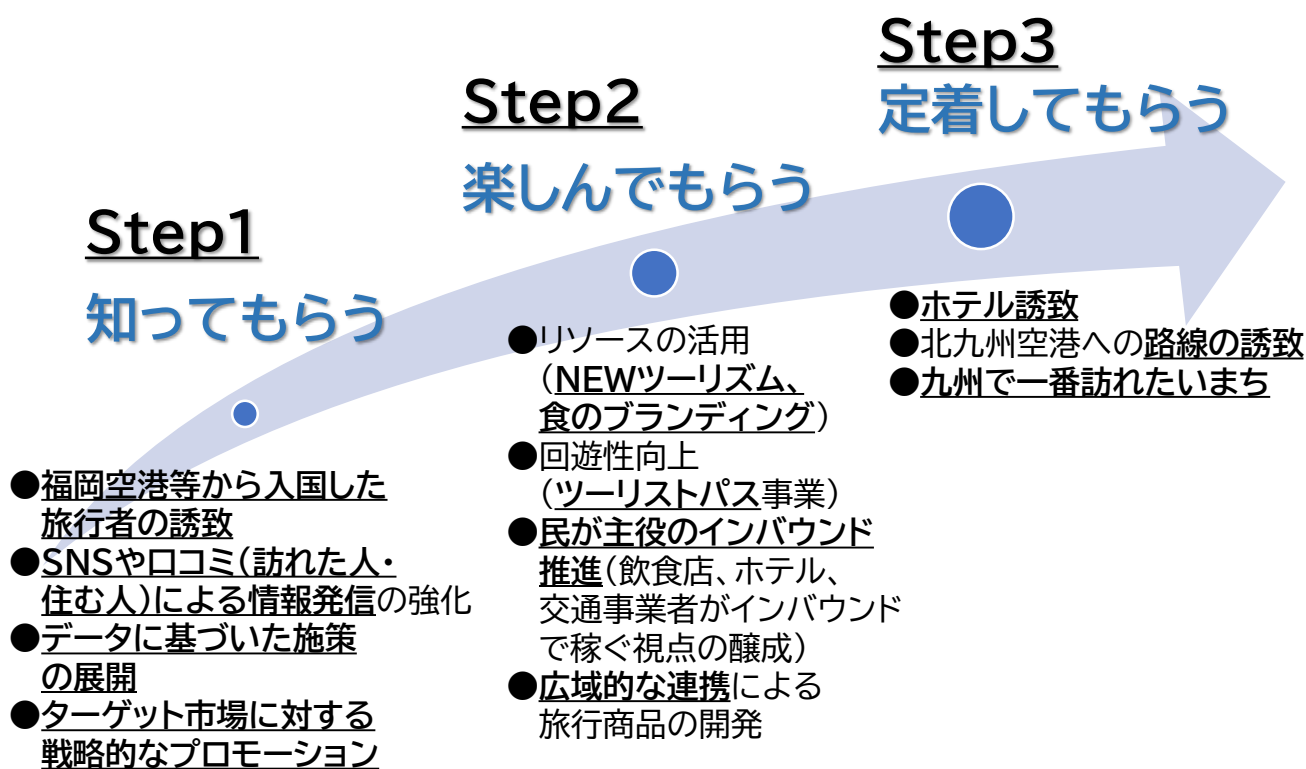 Step1
知ってもらう
●福岡空港等から入国した
旅行者の誘致
●SNSや口コミ(訪れた人・
住む人)による情報発信の強化
●データに基づいた施策
の展開
●ターゲット市場に対する
戦略的なプロモーション
Step2
楽しんでもらう
●リソースの活用
(NEWツーリズム、
食のブランディング)
●回遊性向上
(ツーリストパス事業)
●民が主役のインバウンド
推進(飲食店、ホテル、
交通事業者がインバウンド
で稼ぐ視点の醸成)
●広域的な連携による
旅行商品の開発
Step3
定着してもらう
●ホテル誘致
●北九州空港への路線の誘致
●九州で一番訪れたいまち